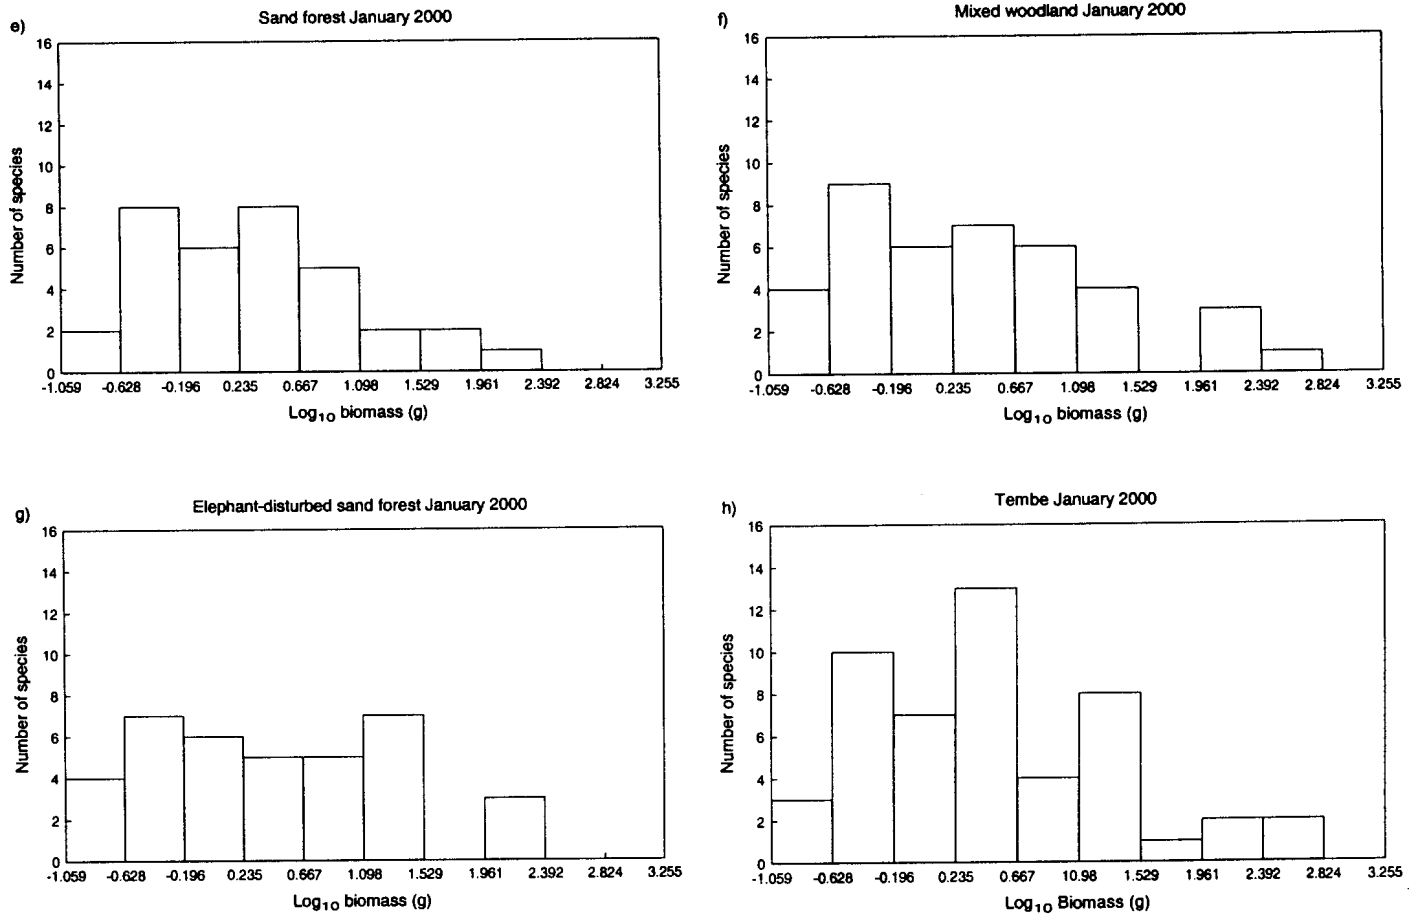 e)
Sand forest January 2000
16
14
12
10
8
6
4
2
0
Number of species
-1.059 -0.628 -0.196 0.235 0.667 1.098 1.529 1.961 2.392 2.824 3.255
Log10 biomass (g)
f)
Mixed woodland January 2000
16
14
12
10
8
6
4
2
0
Number of species
-1.059 -0.628 -0.196 0.235 0.667 1.098 1.529 1.961 2.392 2.824 3.255
Log10 biomass (g)
g)
Elephant-disturbed sand forest January 2000
16
14
12
10
8
6
4
2
0
Number of species
-1.059 -0.628 -0.196 0.235 0.667 1.098 1.529 1.961 2.392 2.824 3.255
Log10 biomass (g)
h)
Tembe January 2000
16
14
12
10
8
6
4
2
0
Number of species
-1.059 -0.628 -0.196 0.235 0.667 10.98 1.529 1.961 2.392 2.824 3.255
Log10 Biomass (g)